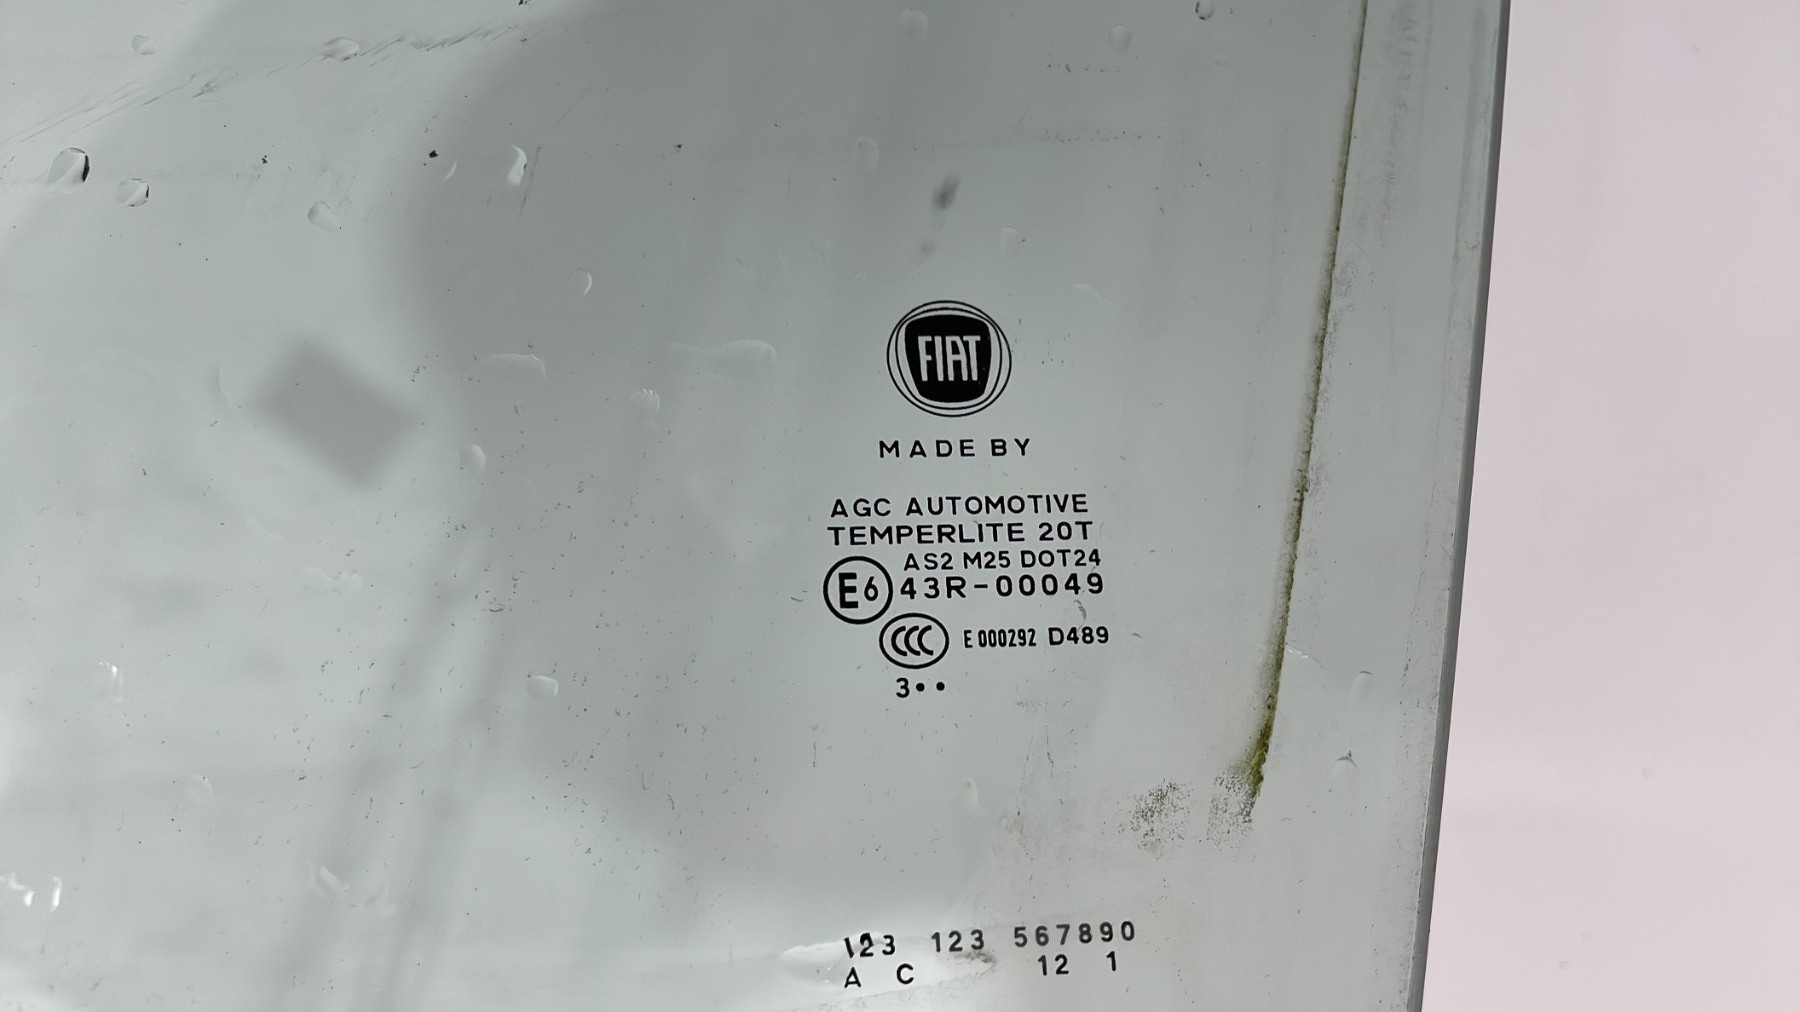 FIAT
MADE BY
AGC AUTOMOTIVE
TEMPERLITE 20T
AS2 M25 DOT24
E6 43R-00049
CCC E 000292 D489
3••
123 123 567890
A C 12 1